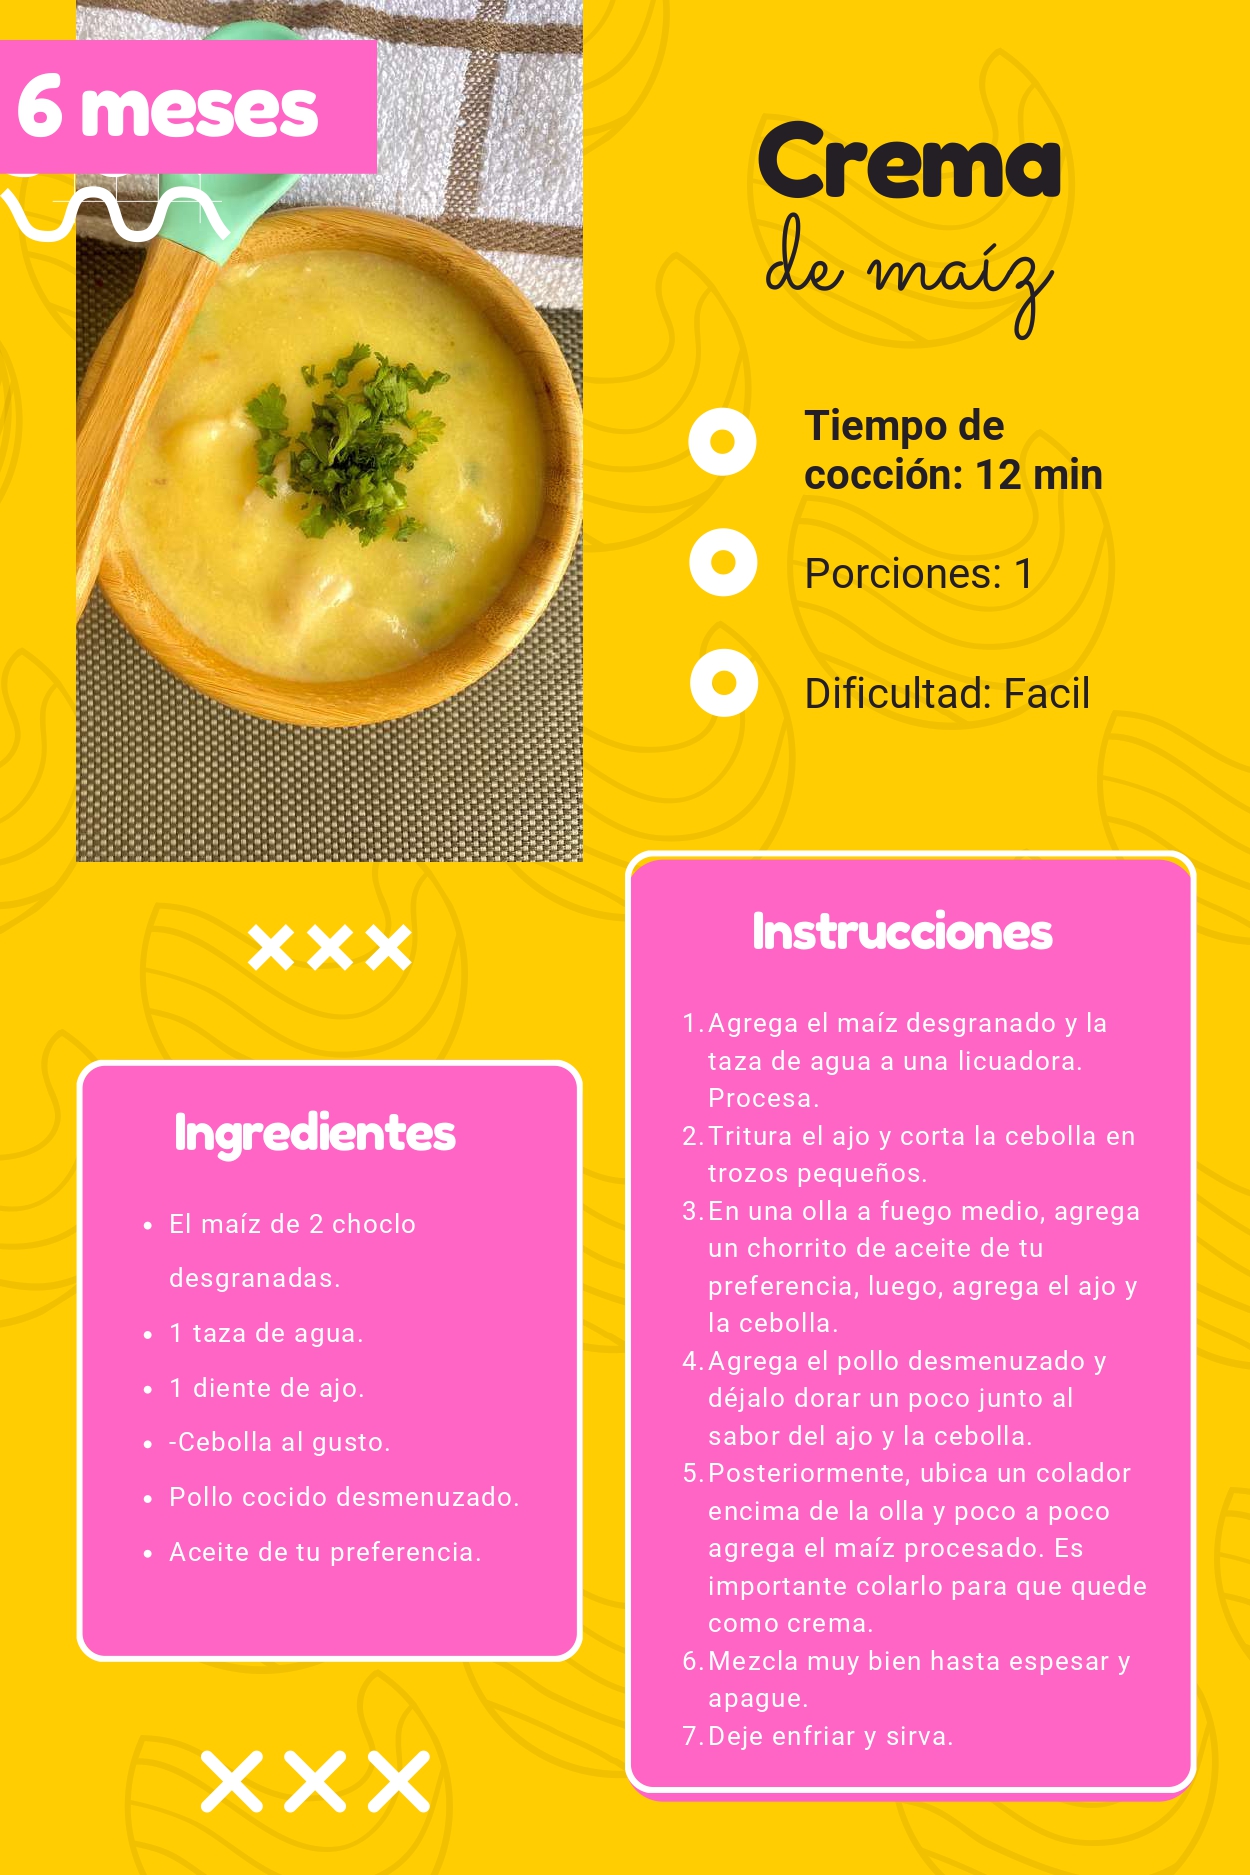 6 meses
Crema
de maíz
Tiempo de
cocción: 12 min
Porciones: 1
Dificultad: Facil
Ingredientes
• El maíz de 2 choclo
desgranadas.
• 1 taza de agua.
• 1 diente de ajo.
• -Cebolla al gusto.
• Pollo cocido desmenuzado.
• Aceite de tu preferencia.
Instrucciones
1. Agrega el maíz desgranado y la
taza de agua a una licuadora.
Procesa.
2. Tritura el ajo y corta la cebolla en
trozos pequeños.
3. En una olla a fuego medio, agrega
un chorrito de aceite de tu
preferencia, luego, agrega el ajo y
la cebolla.
4. Agrega el pollo desmenuzado y
déjalo dorar un poco junto al
sabor del ajo y la cebolla.
5. Posteriormente, ubica un colador
encima de la olla y poco a poco
agrega el maíz procesado. Es
importante colarlo para que quede
como crema.
6. Mezcla muy bien hasta espesar y
apague.
7. Deje enfriar y sirva.